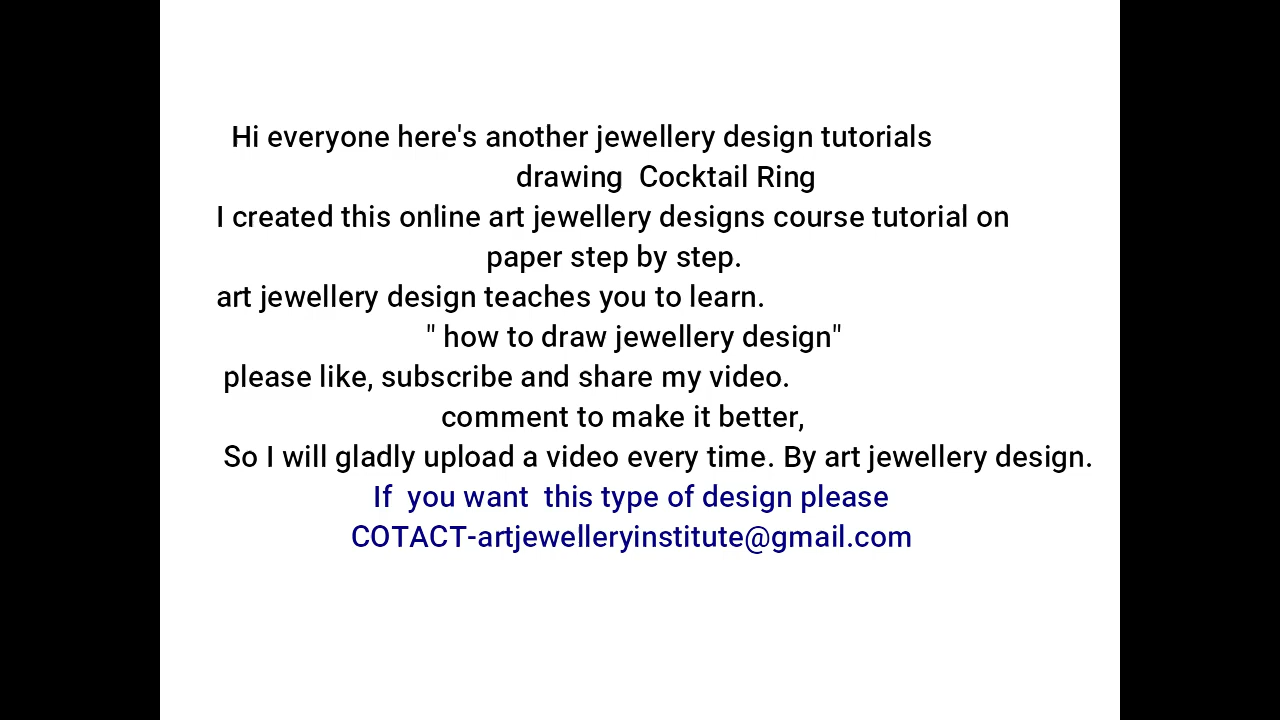 Hi everyone here's another jewellery design tutorials
drawing  Cocktail Ring
I created this online art jewellery designs course tutorial on
paper step by step.
art jewellery design teaches you to learn.
" how to draw jewellery design"
please like, subscribe and share my video.
comment to make it better,
So I will gladly upload a video every time. By art jewellery design.
If  you want  this type of design please
COTACT-artjewelleryinstitute@gmail.com